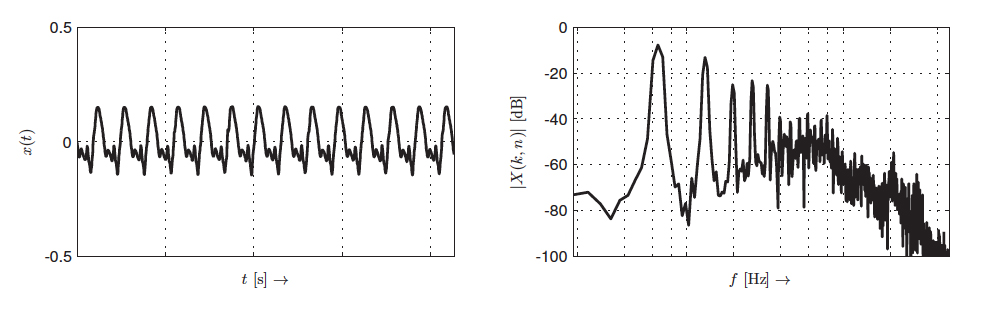 0.5
0
-0.5
x(t)
t [s] →
0
-20
-40
-60
-80
-100
|X(k, n)| [dB]
f [Hz] →